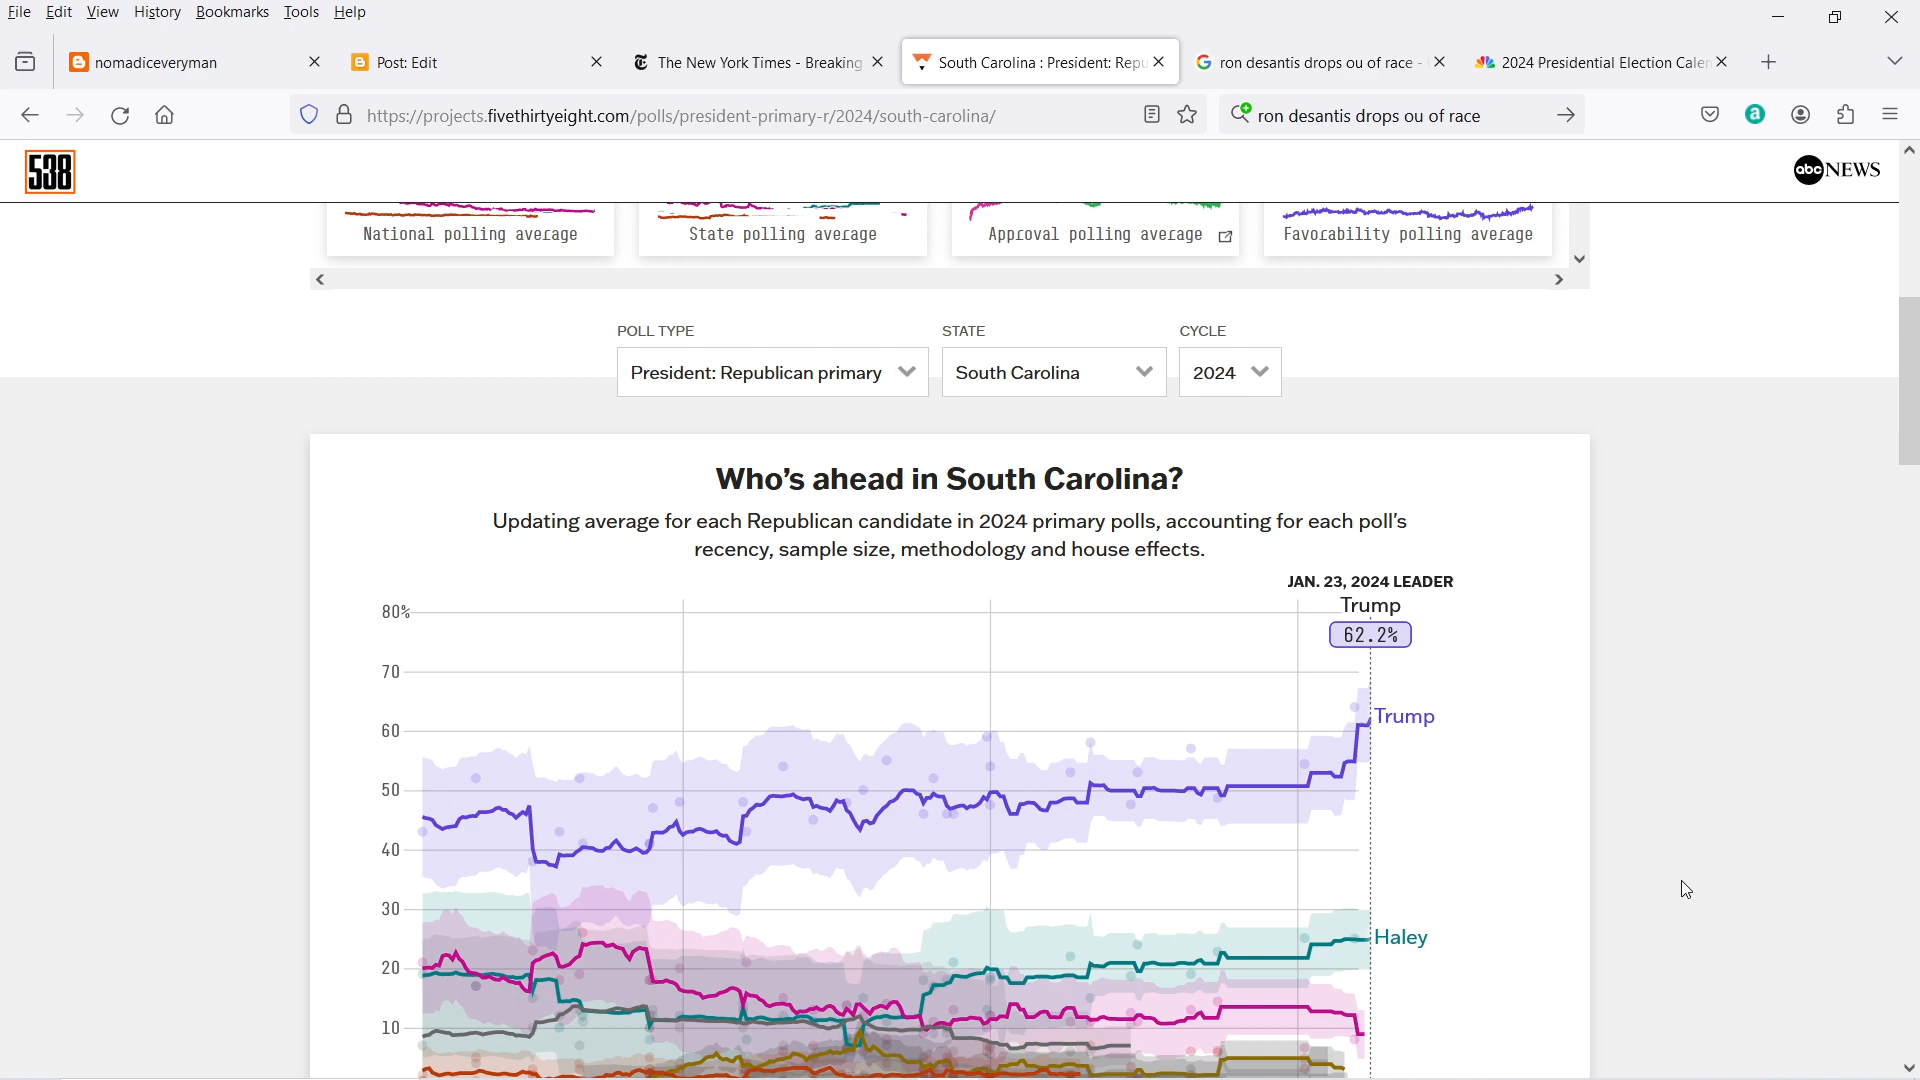 File Edit View History Bookmarks Tools Help
nomadiceveryman
Post: Edit
The New York Times - Breaking
South Carolina : President: Repu
ron desantis drops ou of race -
2024 Presidential Election Calen
https://projects.fivethirtyeight.com/polls/president-primary-r/2024/south-carolina/
ron desantis drops ou of race
538
abc NEWS
National polling average
State polling average
Approval polling average
Favorability polling average
POLL TYPE
STATE
CYCLE
President: Republican primary
South Carolina
2024
Who's ahead in South Carolina?
Updating average for each Republican candidate in 2024 primary polls, accounting for each poll's
recency, sample size, methodology and house effects.
JAN. 23, 2024 LEADER
Trump
62.2%
80%
70
60
50
40
30
20
10
Trump
Haley